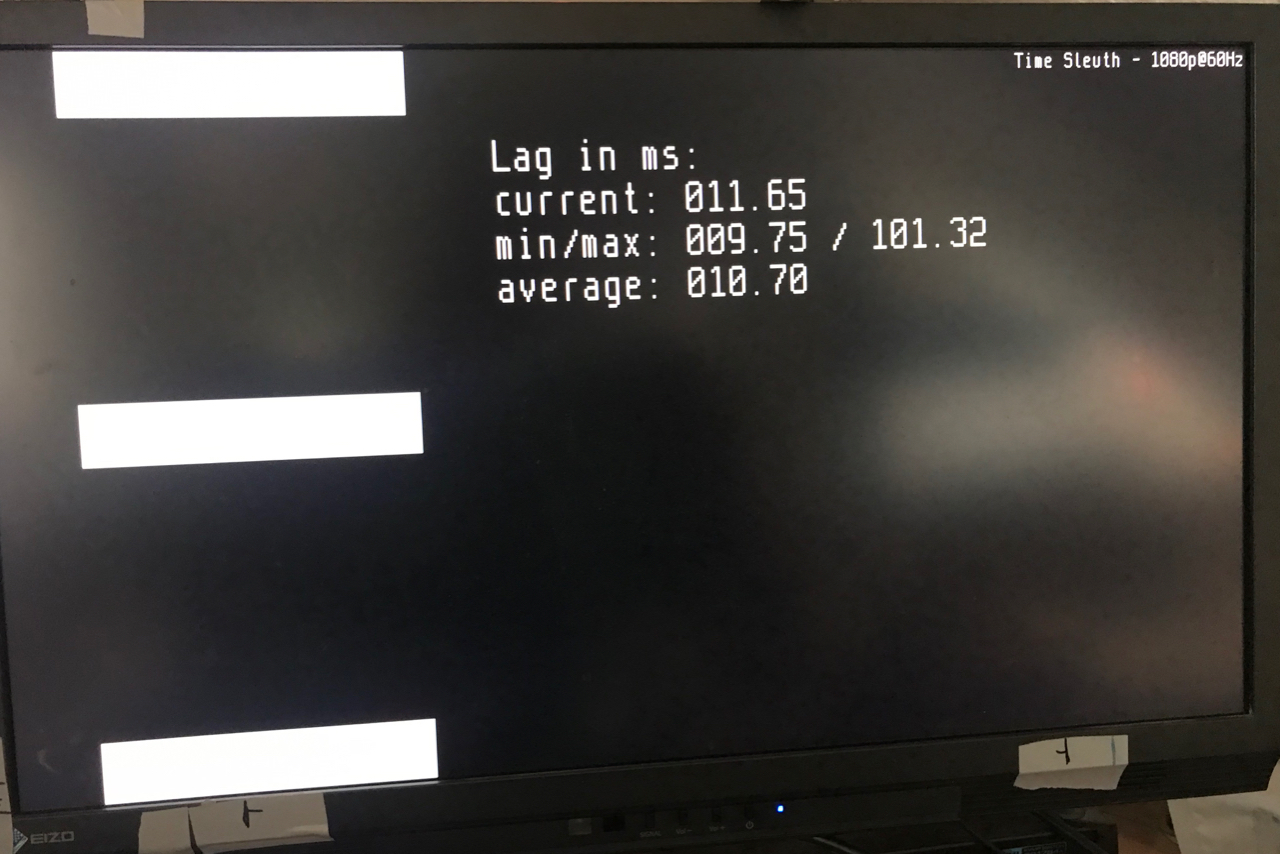 Time Sleuth - 1080p@60Hz
Lag in ms:
current: 011.65
min/max: 009.75 / 101.32
average: 010.70
EIZO